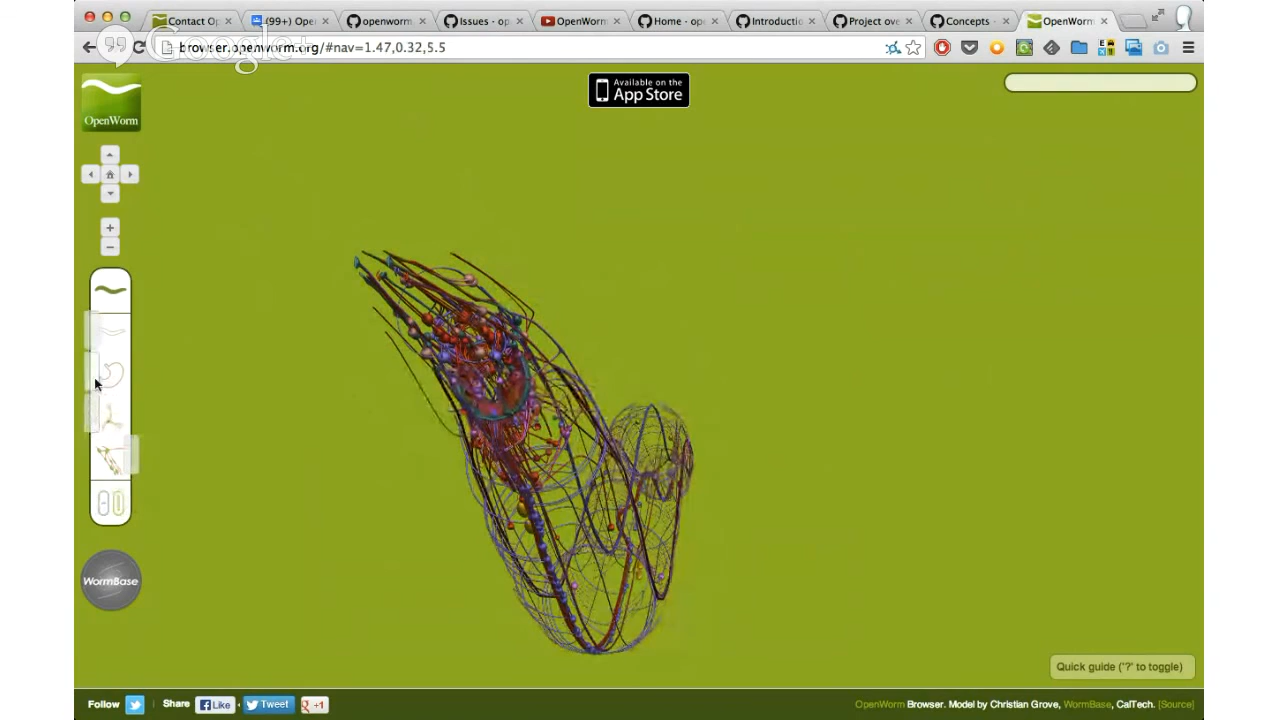 Contact Op
(99+) Ope
openworm
Issues - op
OpenWorm
Home - ope
Introductio
Project ove
Concepts -
OpenWorm
Google+
browser.openworm.org/#nav=1.47,0.32,5.5
Available on the
App Store
OpenWorm
WormBase
Quick guide ('?' to toggle)
Follow
Share
Like
Tweet
+1
OpenWorm Browser. Model by Christian Grove, WormBase, CalTech. [Source]